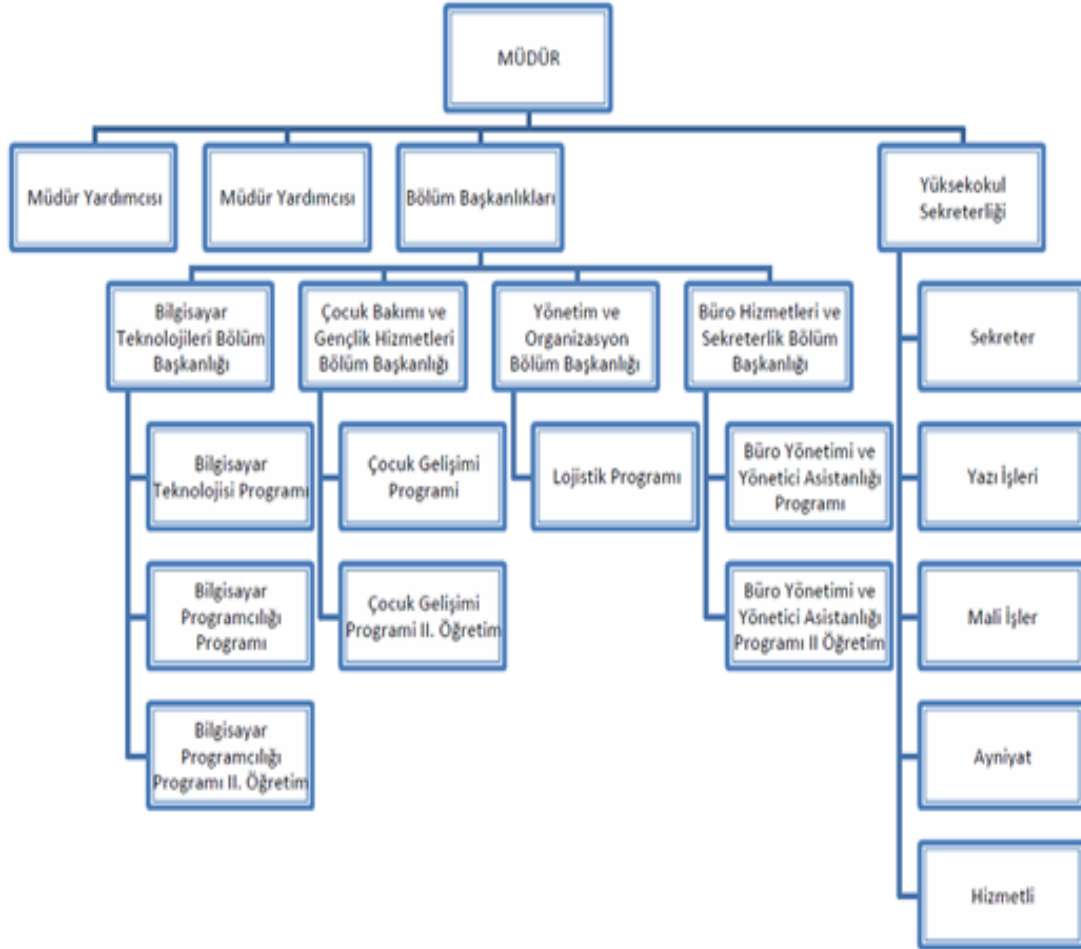 MÜDÜR
Müdür Yardımcısı
Müdür Yardımcısı
Bölüm Başkanlıkları
Yüksekokul
Sekreterliği
Bilgisayar
Teknolojileri Bölüm
Başkanlığı
Çocuk Bakımı ve
Gençlik Hizmetleri
Bölüm Başkanlığı
Yönetim ve
Organizasyon
Bölüm Başkanlığı
Büro Hizmetleri ve
Sekreterlik Bölüm
Başkanlığı
Sekreter
Bilgisayar
Teknolojisi Programı
Çocuk Gelişimi
Programi
Lojistik Programı
Büro Yönetimi ve
Yönetici Asistanlığı
Programı
Yazı İşleri
Bilgisayar
Programcılığı
Programı
Çocuk Gelişimi
Programi II. Öğretim
Büro Yönetimi ve
Yönetici Asistanlığı
Programı II Öğretim
Mali İşler
Bilgisayar
Programcılığı
Programı II. Öğretim
Ayniyat
Hizmetli